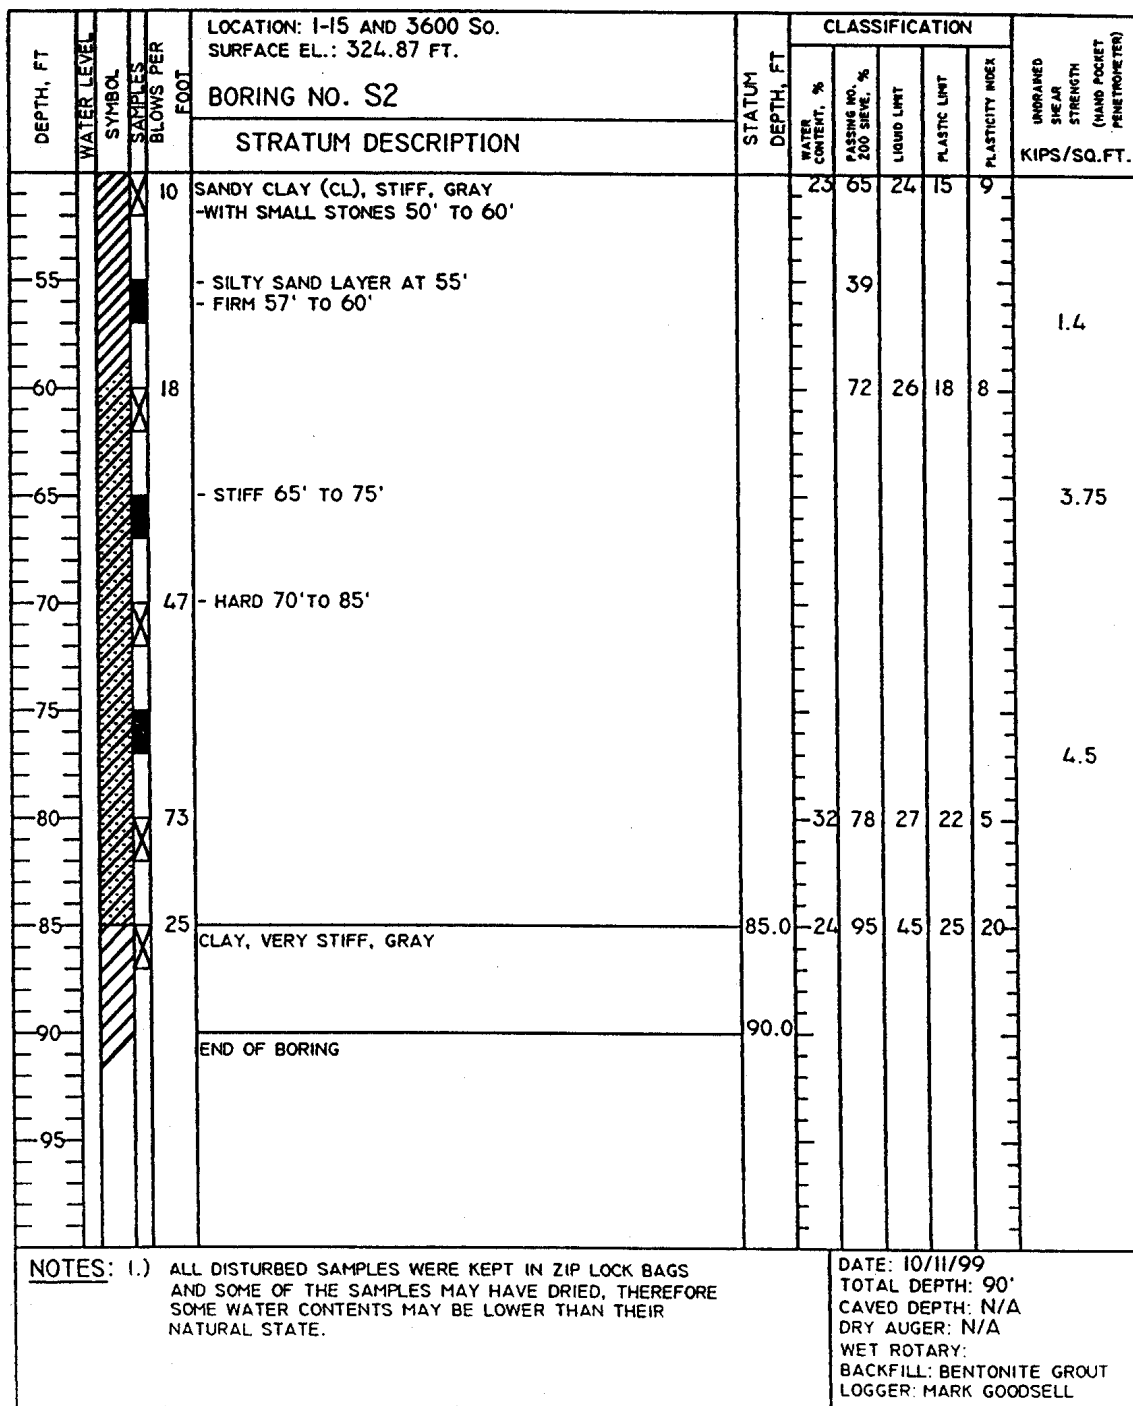 LOCATION: I-15 AND 3600 SO.
SURFACE EL.: 324.87 FT.
BORING NO. S2
STRATUM DESCRIPTION
DEPTH, FT
WATER LEVEL
SYMBOL
SAMPLES
BLOWS PER FOOT
STATUM DEPTH, FT
CLASSIFICATION
WATER CONTENT, %
PASSING NO. 200 SIEVE, %
LIQUID LIMIT
PLASTIC LIMIT
PLASTICITY INDEX
UNDRAINED
SHEAR
STRENGTH
(HAND POCKET
PENETROMETER)
KIPS/SQ.FT.
10 SANDY CLAY (CL), STIFF, GRAY 23 65 24 15 9
-WITH SMALL STONES 50' TO 60'
55 - SILTY SAND LAYER AT 55' 39
- FIRM 57' TO 60'
1.4
60 18 72 26 18 8
65 - STIFF 65' TO 75' 3.75
70 47 - HARD 70'TO 85'
75
4.5
80 73 32 78 27 22 5
85 25 85.0 24 95 45 25 20
CLAY, VERY STIFF, GRAY
90 90.0
END OF BORING
95
NOTES: 1.) ALL DISTURBED SAMPLES WERE KEPT IN ZIP LOCK BAGS
AND SOME OF THE SAMPLES MAY HAVE DRIED, THEREFORE
SOME WATER CONTENTS MAY BE LOWER THAN THEIR
NATURAL STATE.
DATE: 10/11/99
TOTAL DEPTH: 90'
CAVED DEPTH: N/A
DRY AUGER: N/A
WET ROTARY:
BACKFILL: BENTONITE GROUT
LOGGER: MARK GOODSELL